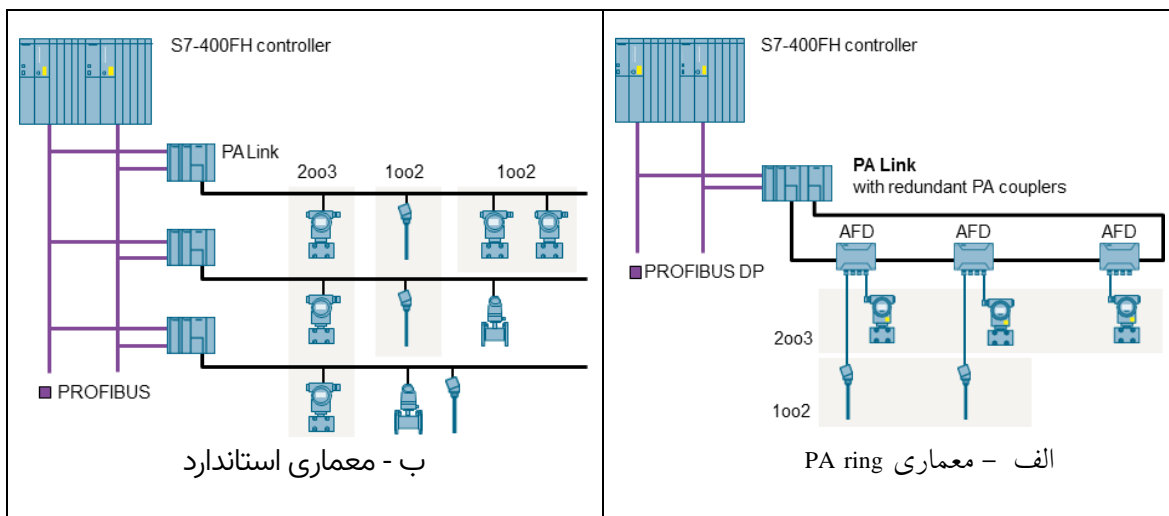 S7-400FH controller
PA Link
2oo3
1oo2
1oo2
PROFIBUS
ب - معماری استاندارد
S7-400FH controller
PA Link
with redundant PA couplers
AFD
AFD
AFD
PROFIBUS DP
2oo3
1oo2
الف – معماری PA ring